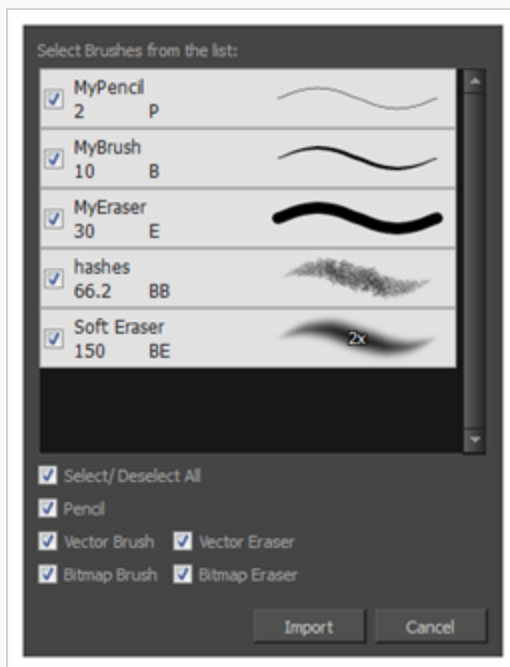 Select Brushes from the list:
MyPencil
2 P
MyBrush
10 B
MyEraser
30 E
hashes
66.2 BB
Soft Eraser
150 BE
2x
Select/Deselect All
Pencil
Vector Brush Vector Eraser
Bitmap Brush Bitmap Eraser
Import Cancel